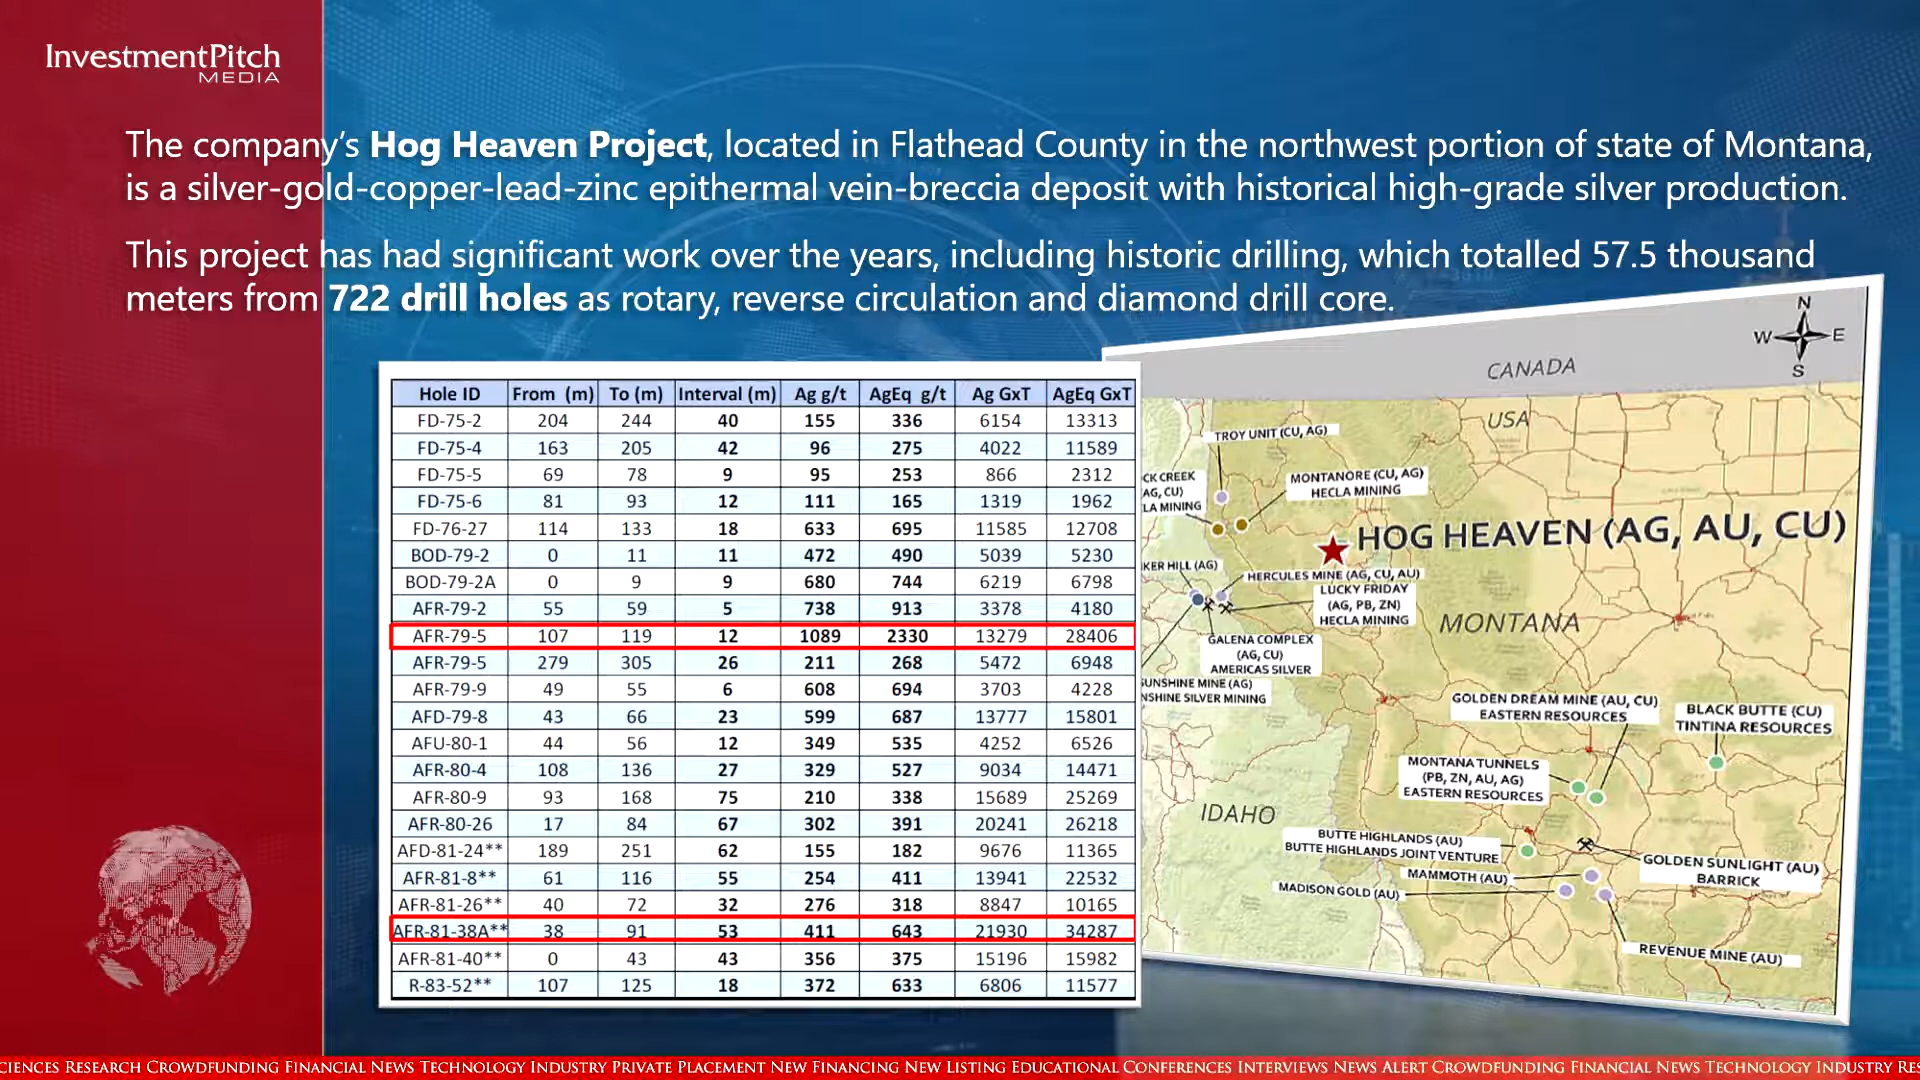 InvestmentPitch
MEDIA
The company's Hog Heaven Project, located in Flathead County in the northwest portion of state of Montana,
is a silver-gold-copper-lead-zinc epithermal vein-breccia deposit with historical high-grade silver production.
This project has had significant work over the years, including historic drilling, which totalled 57.5 thousand
meters from 722 drill holes as rotary, reverse circulation and diamond drill core.
Hole ID From (m) To (m) Interval (m) Ag g/t AgEq g/t Ag GxT AgEq GxT
FD-75-2 204 244 40 155 336 6154 13313
FD-75-4 163 205 42 96 275 4022 11589
FD-75-5 69 78 9 95 253 866 2312
FD-75-6 81 93 12 111 165 1319 1962
FD-76-27 114 133 18 633 695 11585 12708
BOD-79-2 0 11 11 472 490 5039 5230
BOD-79-2A 0 9 9 680 744 6219 6798
AFR-79-2 55 59 5 738 913 3378 4180
AFR-79-5 107 119 12 1089 2330 13279 28406
AFR-79-5 279 305 26 211 268 5472 6948
AFR-79-9 49 55 6 608 694 3703 4228
AFD-79-8 43 66 23 599 687 13777 15801
AFU-80-1 44 56 12 349 535 4252 6526
AFR-80-4 108 136 27 329 527 9034 14471
AFR-80-9 93 168 75 210 338 15689 25269
AFR-80-26 17 84 67 302 391 20241 26218
AFD-81-24** 189 251 62 155 182 9676 11365
AFR-81-8** 61 116 55 254 411 13941 22532
AFR-81-26** 40 72 32 276 318 8847 10165
AFR-81-38A** 38 91 53 411 643 21930 34287
AFR-81-40** 0 43 43 356 375 15196 15982
R-83-52** 107 125 18 372 633 6806 11577
N
W E
S
CANADA
USA
TROY UNIT (CU, AG)
CK CREEK
AG, CU)
LA MINING
MONTANORE (CU, AG)
HECLA MINING
HOG HEAVEN (AG, AU, CU)
KER HILL (AG)
HERCULES MINE (AG, CU, AU)
LUCKY FRIDAY
(AG, PB, ZN)
HECLA MINING
MONTANA
GALENA COMPLEX
(AG, CU)
AMERICAS SILVER
UNSHINE MINE (AG)
NSHINE SILVER MINING
GOLDEN DREAM MINE (AU, CU)
EASTERN RESOURCES
BLACK BUTTE (CU)
TINTINA RESOURCES
MONTANA TUNNELS
(PB, ZN, AU, AG)
EASTERN RESOURCES
IDAHO
BUTTE HIGHLANDS (AU)
BUTTE HIGHLANDS JOINT VENTURE
GOLDEN SUNLIGHT (AU)
BARRICK
MAMMOTH (AU)
MADISON GOLD (AU)
REVENUE MINE (AU)
CIENCES RESEARCH CROWDFUNDING FINANCIAL NEWS TECHNOLOGY INDUSTRY PRIVATE PLACEMENT NEW FINANCING NEW LISTING EDUCATIONAL CONFERENCES INTERVIEWS NEWS ALERT CROWDFUNDING FINANCIAL NEWS TECHNOLOGY INDUSTRY RES